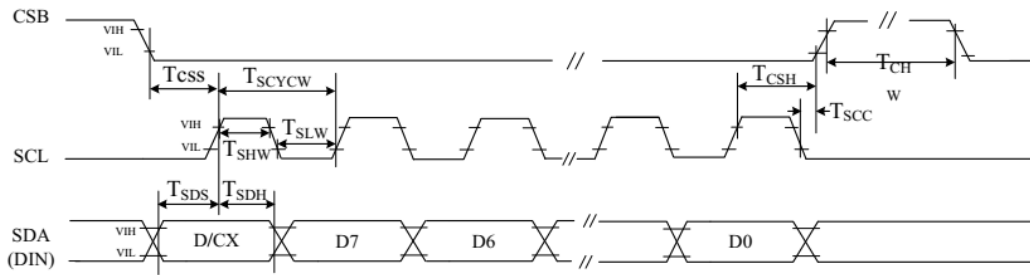 CSB
VIH
VIL
//
//
Tcss
TSCYCW
TCSH
TCH
W
TSCC
VIH
VIL
SCL
TSHW
TSLW
//
TSDS
TSDH
SDA
(DIN)
VIH
VIL
D/CX
D7
D6
//
//
D0